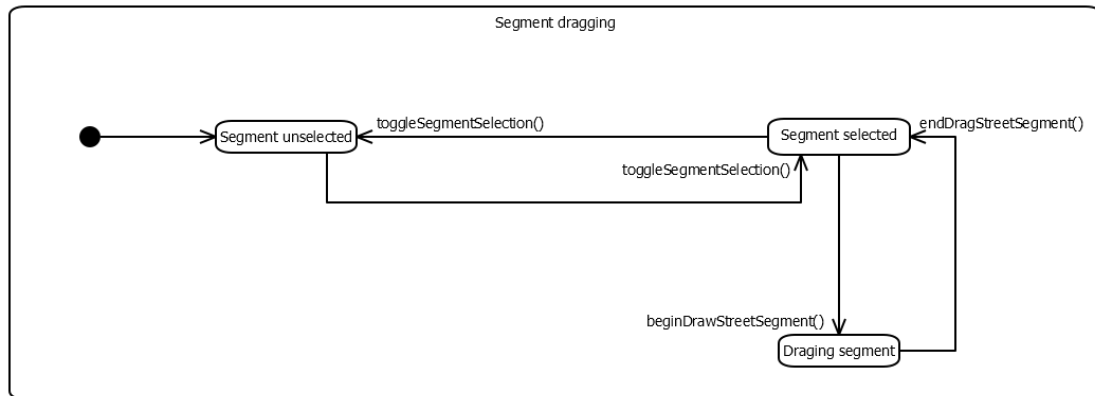 Segment dragging
toggleSegmentSelection()
endDragStreetSegment()
Segment unselected
Segment selected
toggleSegmentSelection()
beginDrawStreetSegment()
Draging segment